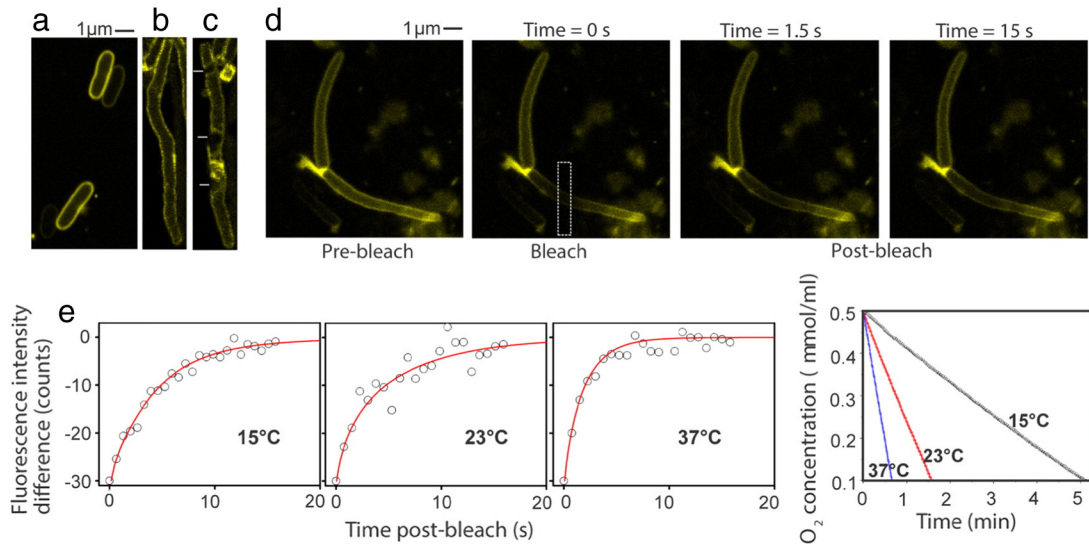 a 1µm b c
d 1µm Time = 0 s Time = 1.5 s Time = 15 s
Pre-bleach Bleach Post-bleach
e
Fluorescence intensity
difference (counts)
0
-10
-20
-30
15°C 23°C 37°C
0 10 20 0 10 20 0 10 20
Time post-bleach (s)
O2 concentration ( mmol/ml)
0.5
0.4
0.3
0.2
0.1
15°C
23°C
37°C
0 1 2 3 4 5
Time (min)